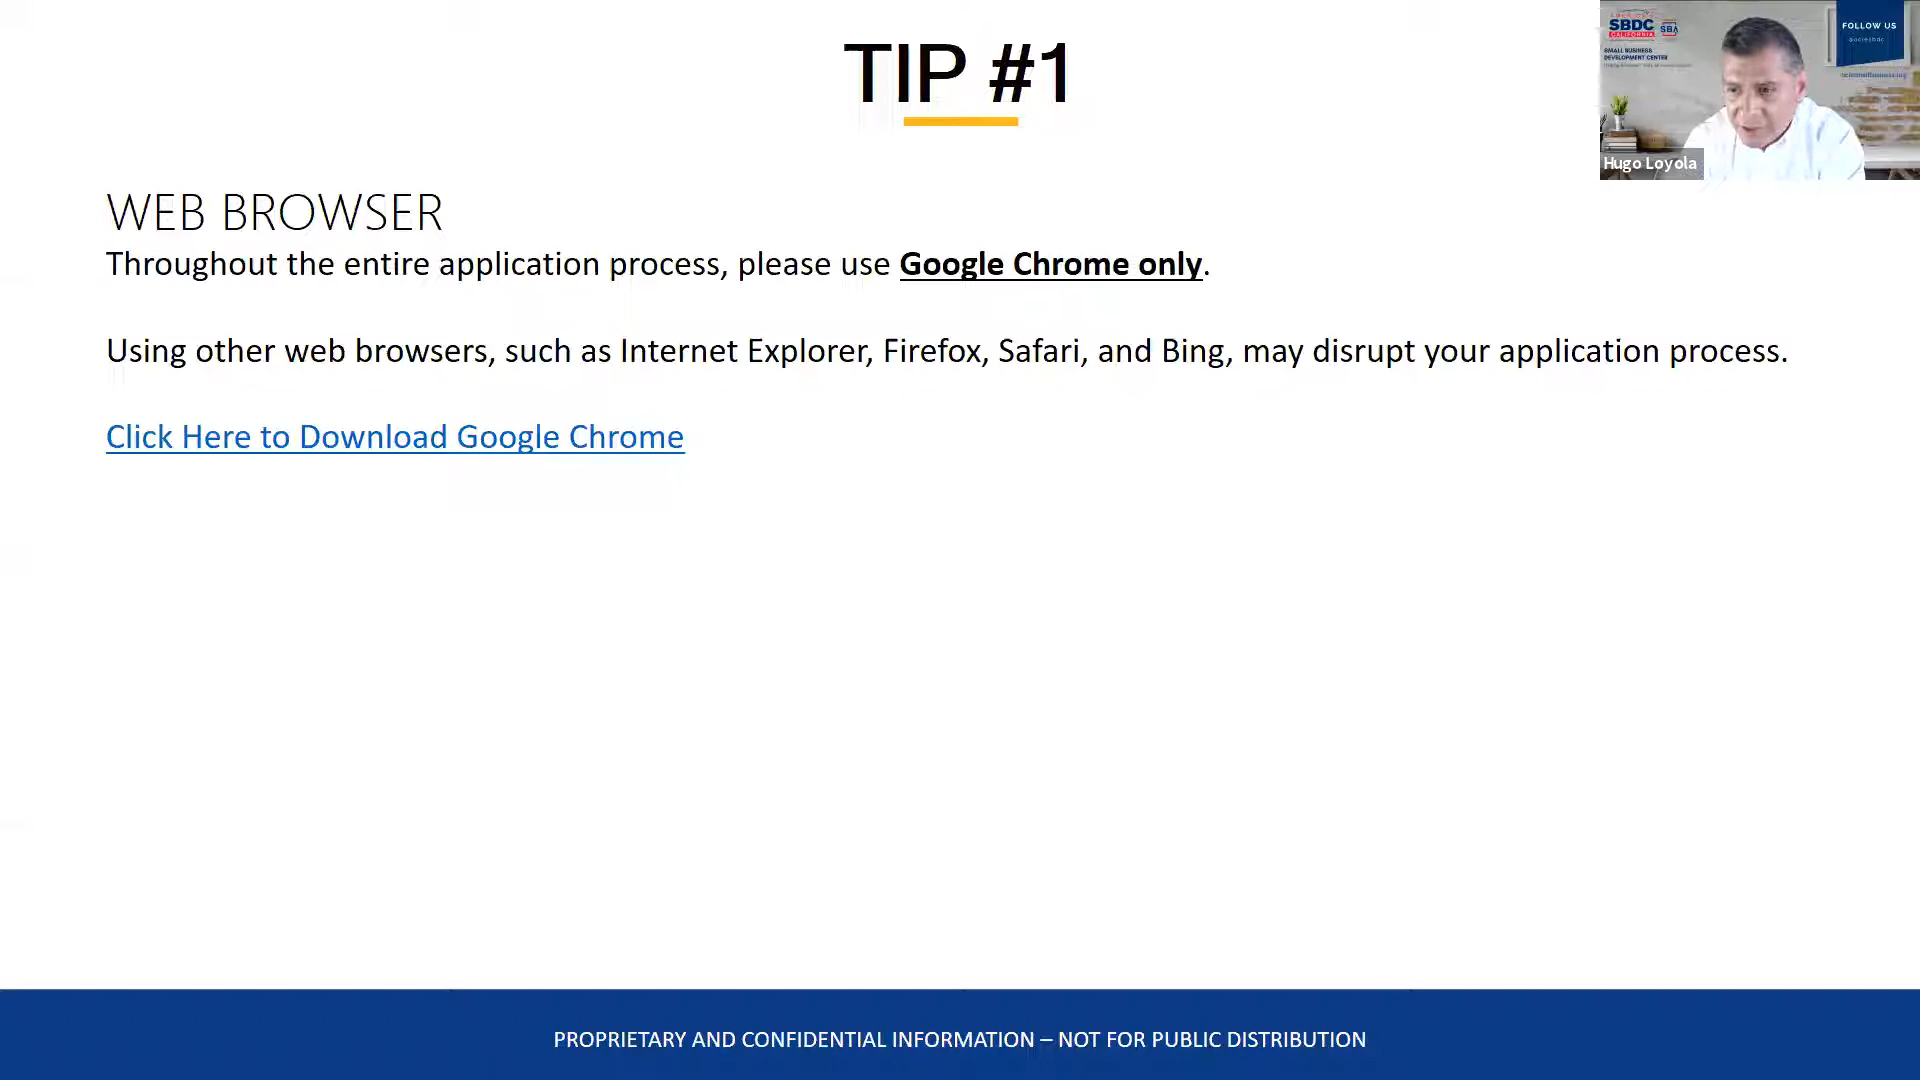 TIP #1
WEB BROWSER
Throughout the entire application process, please use Google Chrome only.
Using other web browsers, such as Internet Explorer, Firefox, Safari, and Bing, may disrupt your application process.
Click Here to Download Google Chrome
SBDC
CALIFORNIA
SBA
SMALL BUSINESS
DEVELOPMENT CENTER
FOLLOW US
Hugo Loyola
PROPRIETARY AND CONFIDENTIAL INFORMATION – NOT FOR PUBLIC DISTRIBUTION